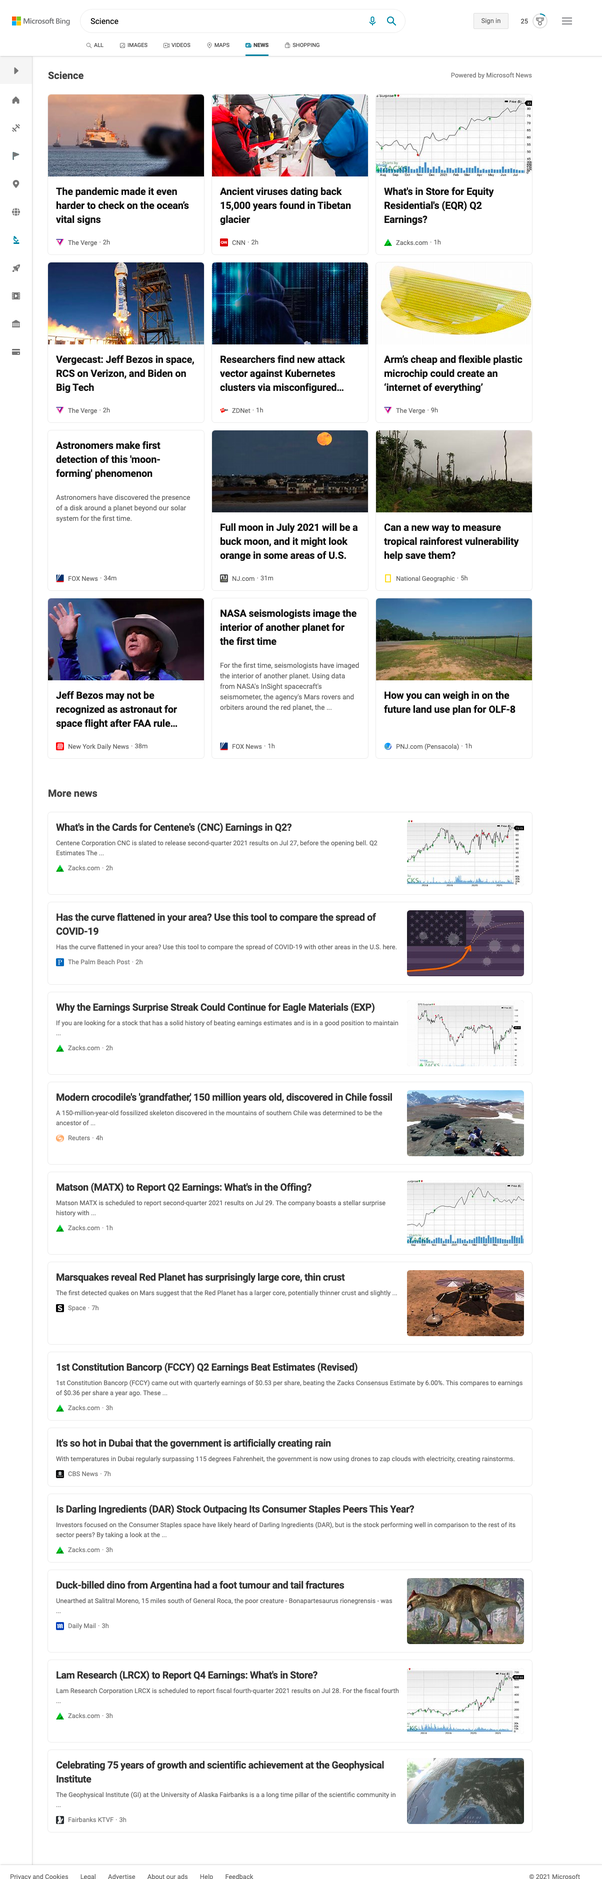 Microsoft Bing
Science
Sign in
25
ALL
IMAGES
VIDEOS
MAPS
NEWS
SHOPPING
Science
Powered by Microsoft News
The pandemic made it even
harder to check on the ocean's
vital signs
The Verge · 2h
Ancient viruses dating back
15,000 years found in Tibetan
glacier
CNN · 2h
What's in Store for Equity
Residential's (EQR) Q2
Earnings?
Zacks.com · 1h
Vergecast: Jeff Bezos in space,
RCS on Verizon, and Biden on
Big Tech
The Verge · 2h
Researchers find new attack
vector against Kubernetes
clusters via misconfigured...
ZDNet · 1h
Arm's cheap and flexible plastic
microchip could create an
'internet of everything'
The Verge · 9h
Astronomers make first
detection of this 'moon-
forming' phenomenon
Astronomers have discovered the presence
of a disk around a planet beyond our solar
system for the first time.
FOX News · 34m
Full moon in July 2021 will be a
buck moon, and it might look
orange in some areas of U.S.
NJ.com · 31m
Can a new way to measure
tropical rainforest vulnerability
help save them?
National Geographic · 5h
Jeff Bezos may not be
recognized as astronaut for
space flight after FAA rule...
New York Daily News · 38m
NASA seismologists image the
interior of another planet for
the first time
For the first time, seismologists have imaged
the interior of another planet. Using data
from NASA's InSight spacecraft's
seismometer, the agency's Mars rovers and
orbiters around the red planet, the ...
FOX News · 1h
How you can weigh in on the
future land use plan for OLF-8
PNJ.com (Pensacola) · 1h
More news
What's in the Cards for Centene's (CNC) Earnings in Q2?
Centene Corporation CNC is slated to release second-quarter 2021 results on Jul 27, before the opening bell. Q2
Estimates The ...
Zacks.com · 2h
Has the curve flattened in your area? Use this tool to compare the spread of
COVID-19
Has the curve flattened in your area? Use this tool to compare the spread of COVID-19 with other areas in the U.S. here.
The Palm Beach Post · 2h
Why the Earnings Surprise Streak Could Continue for Eagle Materials (EXP)
If you are looking for a stock that has a solid history of beating earnings estimates and is in a good position to maintain
...
Zacks.com · 2h
Modern crocodile's 'grandfather,' 150 million years old, discovered in Chile fossil
A 150-million-year-old fossilized skeleton discovered in the mountains of southern Chile was determined to be the
ancestor of ...
Reuters · 4h
Matson (MATX) to Report Q2 Earnings: What's in the Offing?
Matson MATX is scheduled to report second-quarter 2021 results on Jul 29. The company boasts a stellar surprise
history with ...
Zacks.com · 1h
Marsquakes reveal Red Planet has surprisingly large core, thin crust
The first detected quakes on Mars suggest that the Red Planet has a larger core, potentially thinner crust and slightly ...
Space · 7h
1st Constitution Bancorp (FCCY) Q2 Earnings Beat Estimates (Revised)
1st Constitution Bancorp (FCCY) came out with quarterly earnings of $0.53 per share, beating the Zacks Consensus Estimate by 6.00%. This compares to earnings
of $0.36 per share a year ago. These ...
Zacks.com · 3h
It's so hot in Dubai that the government is artificially creating rain
With temperatures in Dubai regularly surpassing 115 degrees Fahrenheit, the government is now using drones to zap clouds with electricity, creating rainstorms.
CBS News · 7h
Is Darling Ingredients (DAR) Stock Outpacing Its Consumer Staples Peers This Year?
Investors focused on the Consumer Staples space have likely heard of Darling Ingredients (DAR), but is the stock performing well in comparison to the rest of its
sector peers? By taking a look at the ...
Zacks.com · 3h
Duck-billed dino from Argentina had a foot tumour and tail fractures
Unearthed at Salitral Moreno, 15 miles south of General Roca, the poor creature - Bonapartesaurus rionegrensis - was
...
Daily Mail · 3h
Lam Research (LRCX) to Report Q4 Earnings: What's in Store?
Lam Research Corporation LRCX is scheduled to report fiscal fourth-quarter 2021 results on Jul 28. For the fiscal fourth
...
Zacks.com · 3h
Celebrating 75 years of growth and scientific achievement at the Geophysical
Institute
The Geophysical Institute (GI) at the University of Alaska Fairbanks is a a long time pillar of the scientific community in
...
Fairbanks KTVF · 3h
Privacy and Cookies
Legal
Advertise
About our ads
Help
Feedback
© 2021 Microsoft